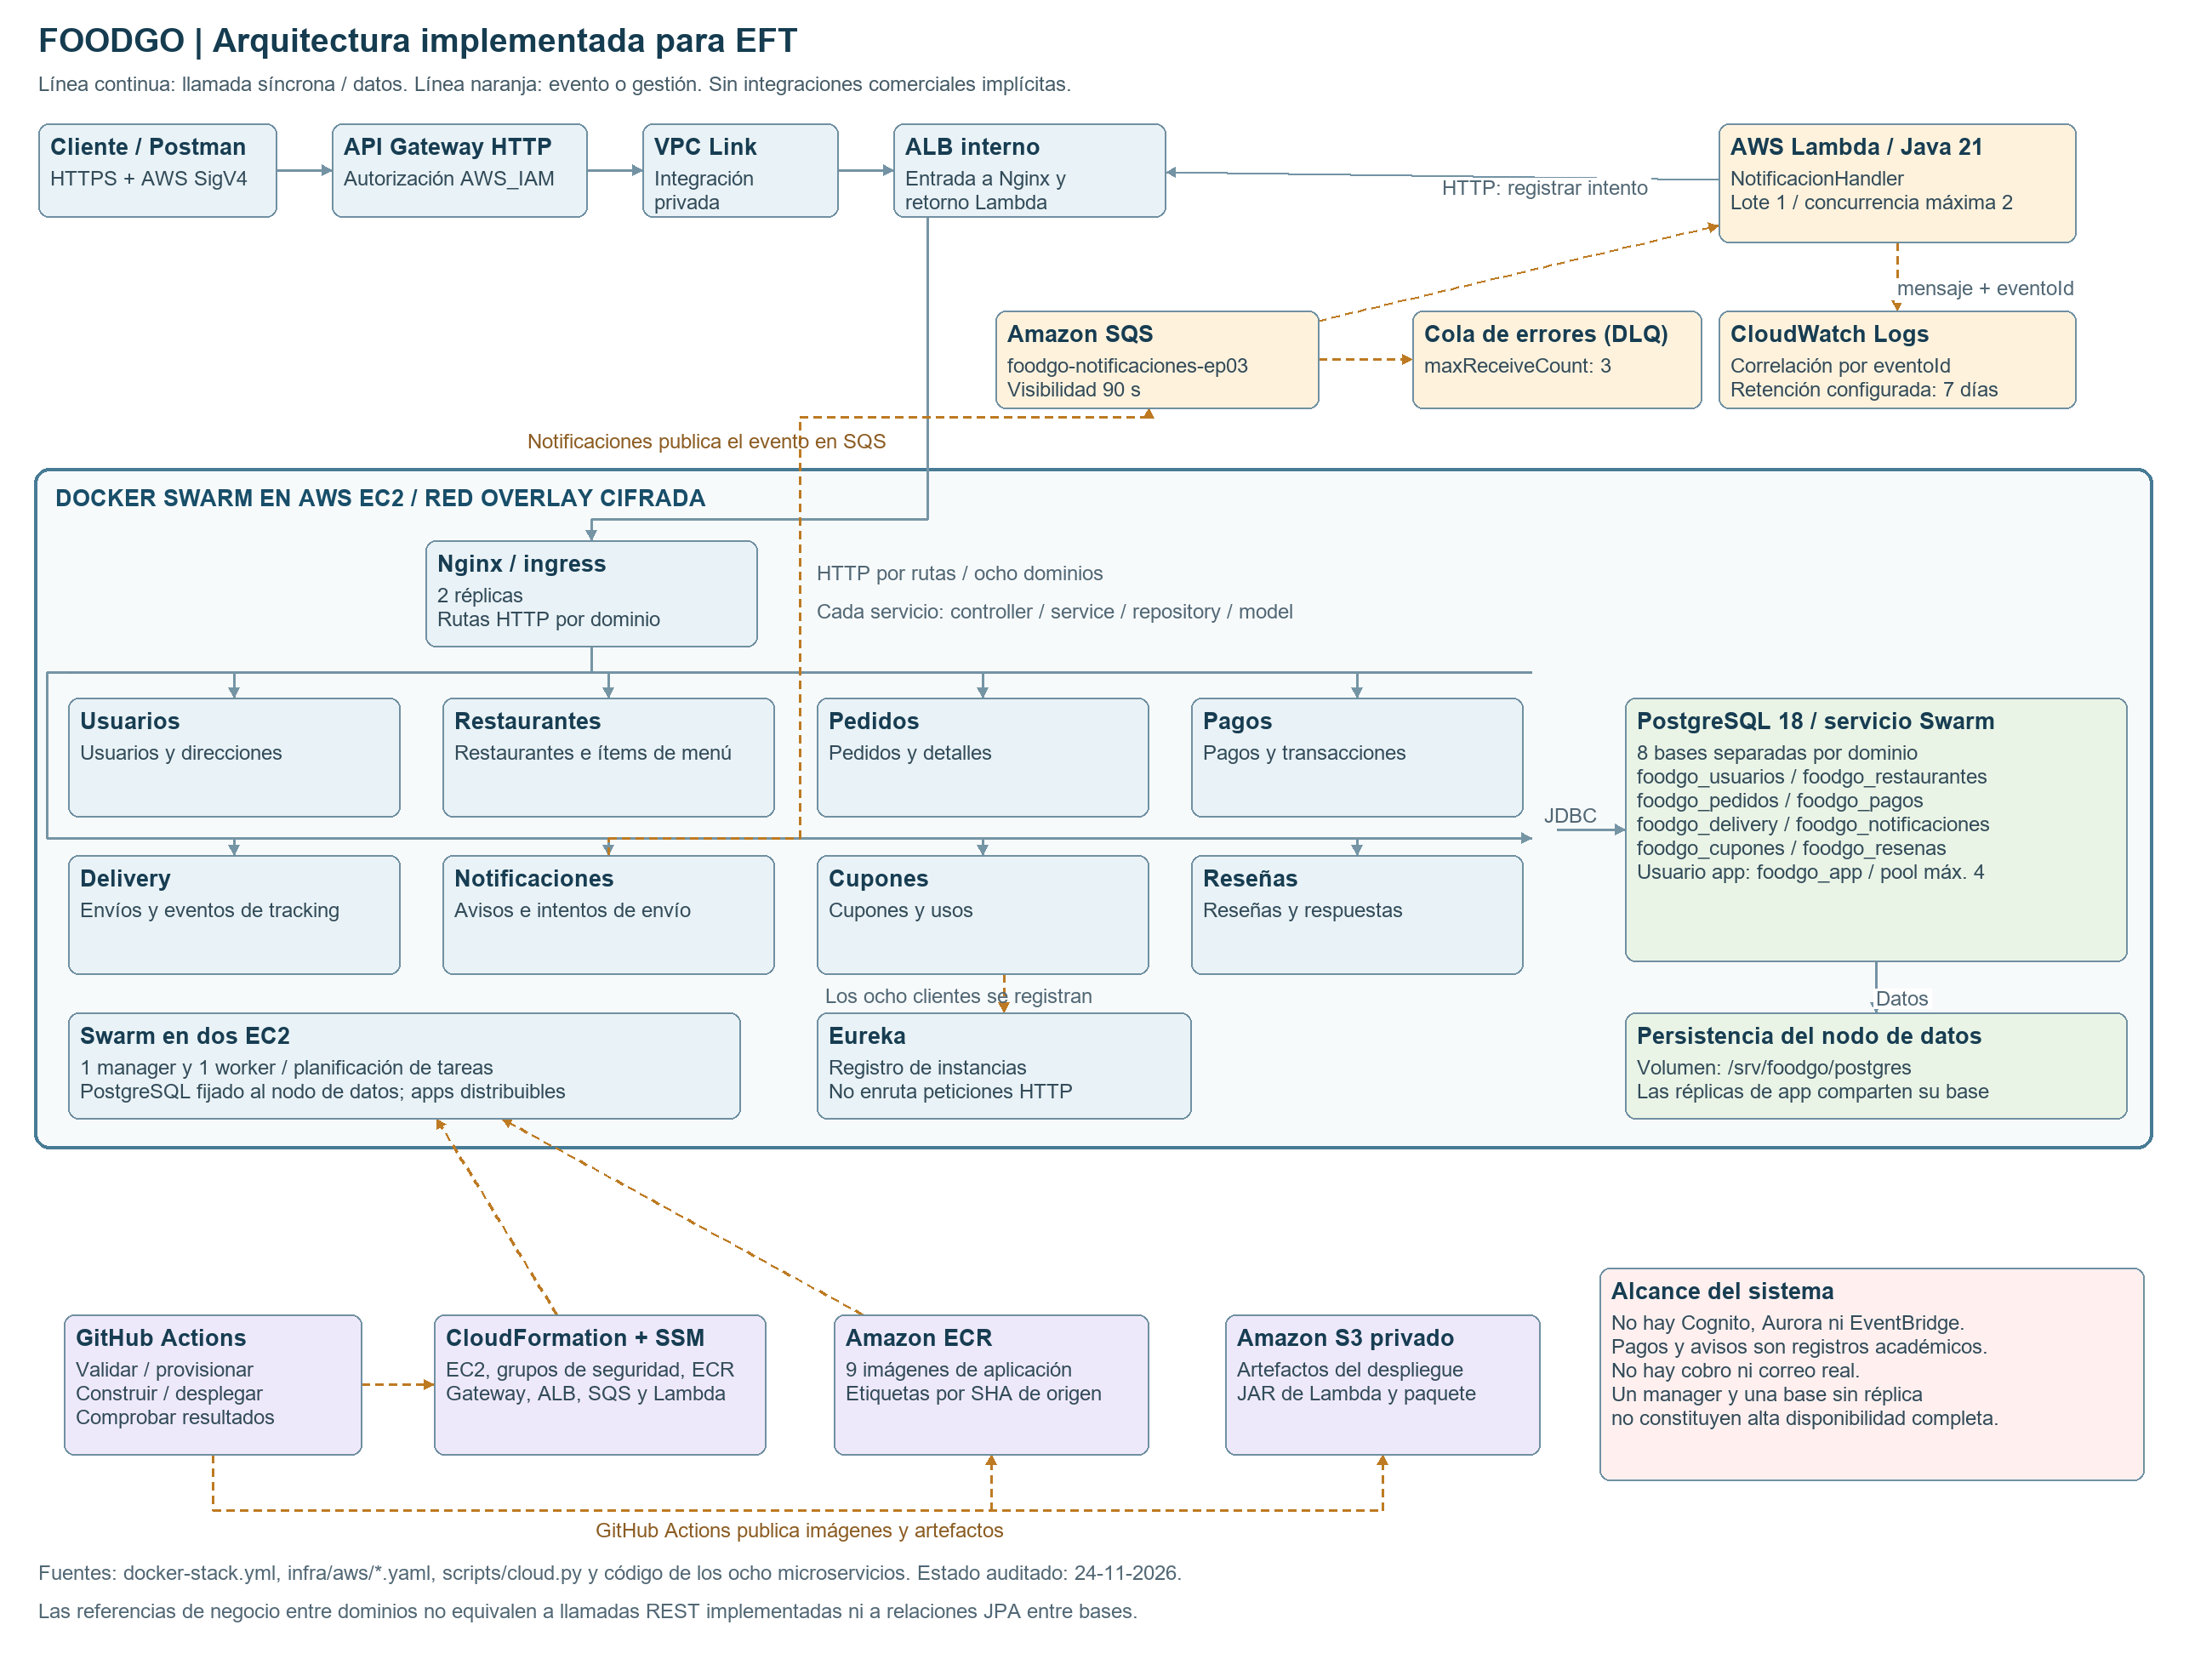 FOODGO | Arquitectura implementada para EFT
Línea continua: llamada síncrona / datos. Línea naranja: evento o gestión. Sin integraciones comerciales implícitas.
Cliente / Postman
HTTPS + AWS SigV4
API Gateway HTTP
Autorización AWS_IAM
VPC Link
Integración
privada
ALB interno
Entrada a Nginx y
retorno Lambda
HTTP: registrar intento
AWS Lambda / Java 21
NotificacionHandler
Lote 1 / concurrencia máxima 2
mensaje + eventoId
Amazon SQS
foodgo-notificaciones-ep03
Visibilidad 90 s
Cola de errores (DLQ)
maxReceiveCount: 3
CloudWatch Logs
Correlación por eventoId
Retención configurada: 7 días
Notificaciones publica el evento en SQS
DOCKER SWARM EN AWS EC2 / RED OVERLAY CIFRADA
Nginx / ingress
2 réplicas
Rutas HTTP por dominio
HTTP por rutas / ocho dominios
Cada servicio: controller / service / repository / model
Usuarios
Usuarios y direcciones
Restaurantes
Restaurantes e ítems de menú
Pedidos
Pedidos y detalles
Pagos
Pagos y transacciones
JDBC
PostgreSQL 18 / servicio Swarm
8 bases separadas por dominio
foodgo_usuarios / foodgo_restaurantes
foodgo_pedidos / foodgo_pagos
foodgo_delivery / foodgo_notificaciones
foodgo_cupones / foodgo_resenas
Usuario app: foodgo_app / pool máx. 4
Delivery
Envíos y eventos de tracking
Notificaciones
Avisos e intentos de envío
Cupones
Cupones y usos
Reseñas
Reseñas y respuestas
Los ocho clientes se registran
Datos
Swarm en dos EC2
1 manager y 1 worker / planificación de tareas
PostgreSQL fijado al nodo de datos; apps distribuibles
Eureka
Registro de instancias
No enruta peticiones HTTP
Persistencia del nodo de datos
Volumen: /srv/foodgo/postgres
Las réplicas de app comparten su base
GitHub Actions
Validar / provisionar
Construir / desplegar
Comprobar resultados
CloudFormation + SSM
EC2, grupos de seguridad, ECR
Gateway, ALB, SQS y Lambda
Amazon ECR
9 imágenes de aplicación
Etiquetas por SHA de origen
Amazon S3 privado
Artefactos del despliegue
JAR de Lambda y paquete
Alcance del sistema
No hay Cognito, Aurora ni EventBridge.
Pagos y avisos son registros académicos.
No hay cobro ni correo real.
Un manager y una base sin réplica
no constituyen alta disponibilidad completa.
GitHub Actions publica imágenes y artefactos
Fuentes: docker-stack.yml, infra/aws/*.yaml, scripts/cloud.py y código de los ocho microservicios. Estado auditado: 24-11-2026.
Las referencias de negocio entre dominios no equivalen a llamadas REST implementadas ni a relaciones JPA entre bases.